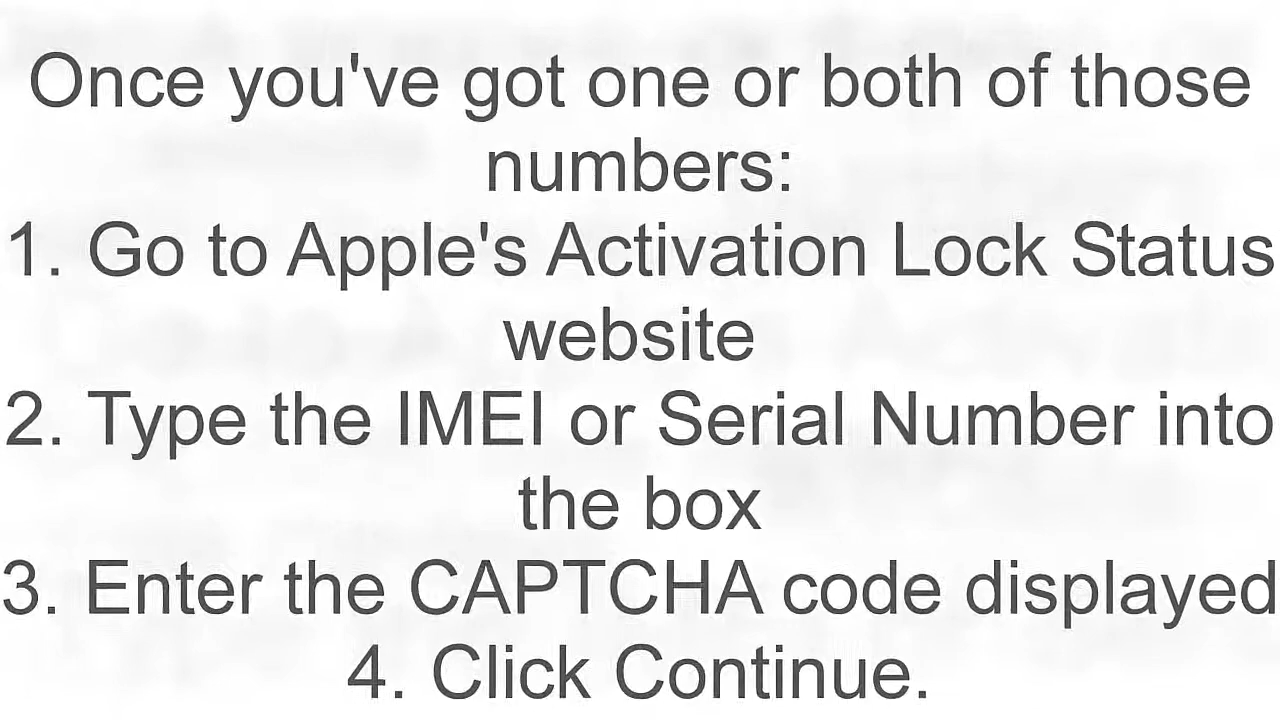 Once you've got one or both of those
numbers:
1. Go to Apple's Activation Lock Status
website
2. Type the IMEI or Serial Number into
the box
3. Enter the CAPTCHA code displayed
4. Click Continue.